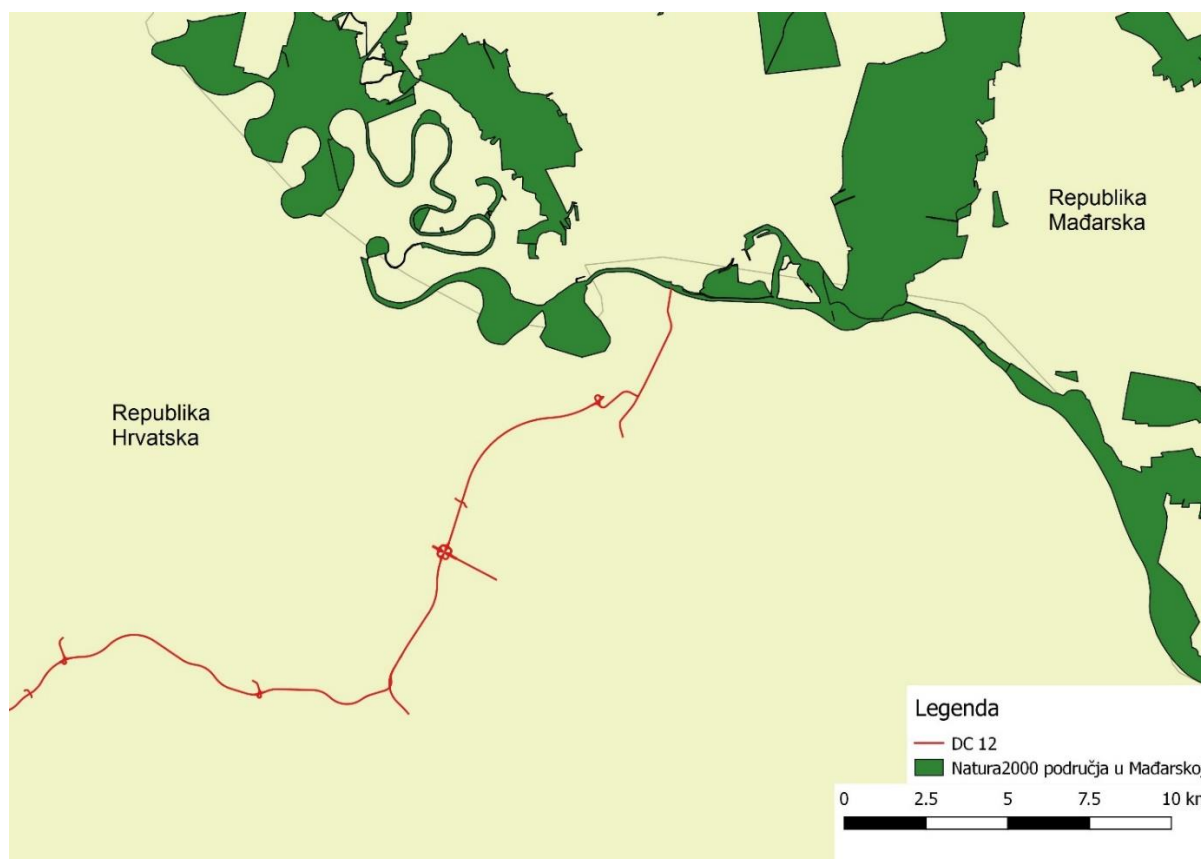 Republika
Mađarska
Republika
Hrvatska
Legenda
DC 12
Natura2000 područja u Mađarskoj
0 2.5 5 7.5 10 km